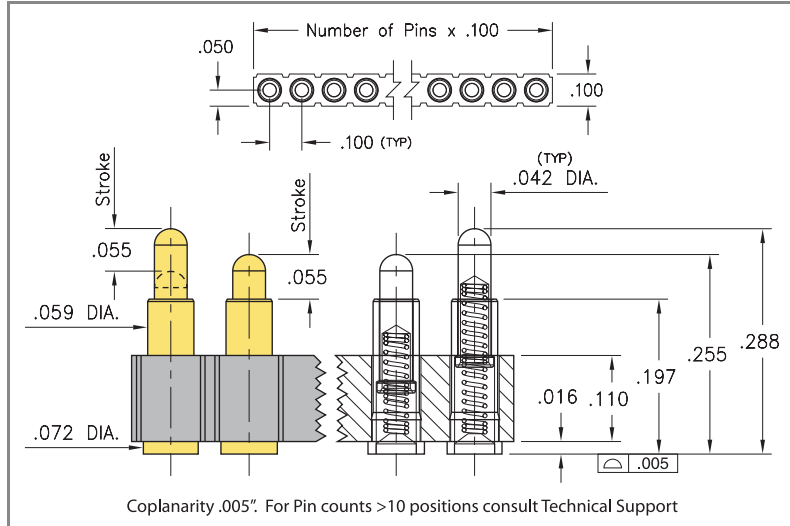 Number of Pins x .100
.050
.100
.100 (TYP)
(TYP)
.042 DIA.
Stroke
Stroke
.055
.055
.059 DIA.
.288
.255
.197
.016
.110
.072 DIA.
.005
Coplanarity .005”. For Pin counts >10 positions consult Technical Support